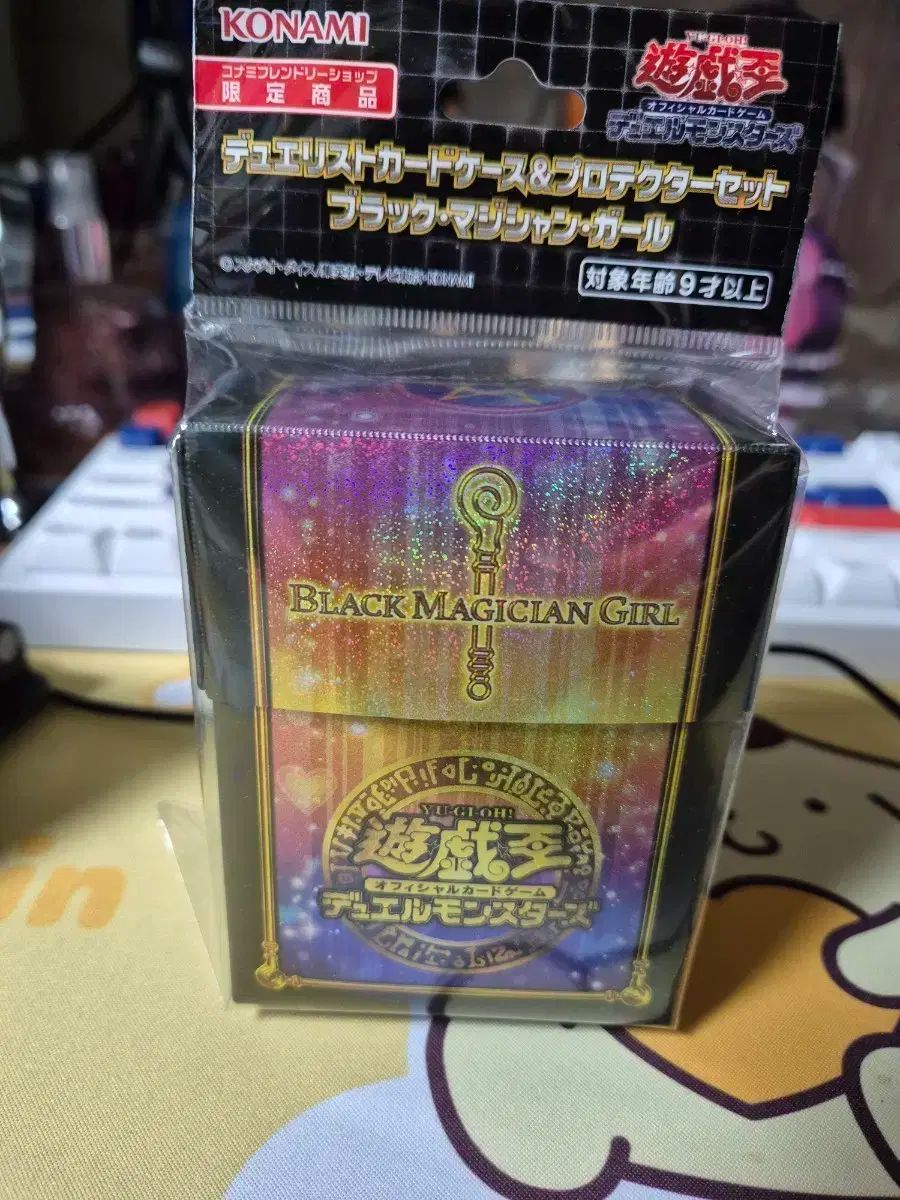 KONAMI
コナミフレンドリーショップ
限定商品
YU-GI-OH!
遊戯王
オフィシャルカードゲーム
デュエルモンスターズ
デュエリストカードケース&プロテクターセット
ブラック・マジシャン・ガール
対象年齢9才以上
BLACK MAGICIAN GIRL
YU-GI-OH!
遊戯王
オフィシャルカードゲーム
デュエルモンスターズ
in